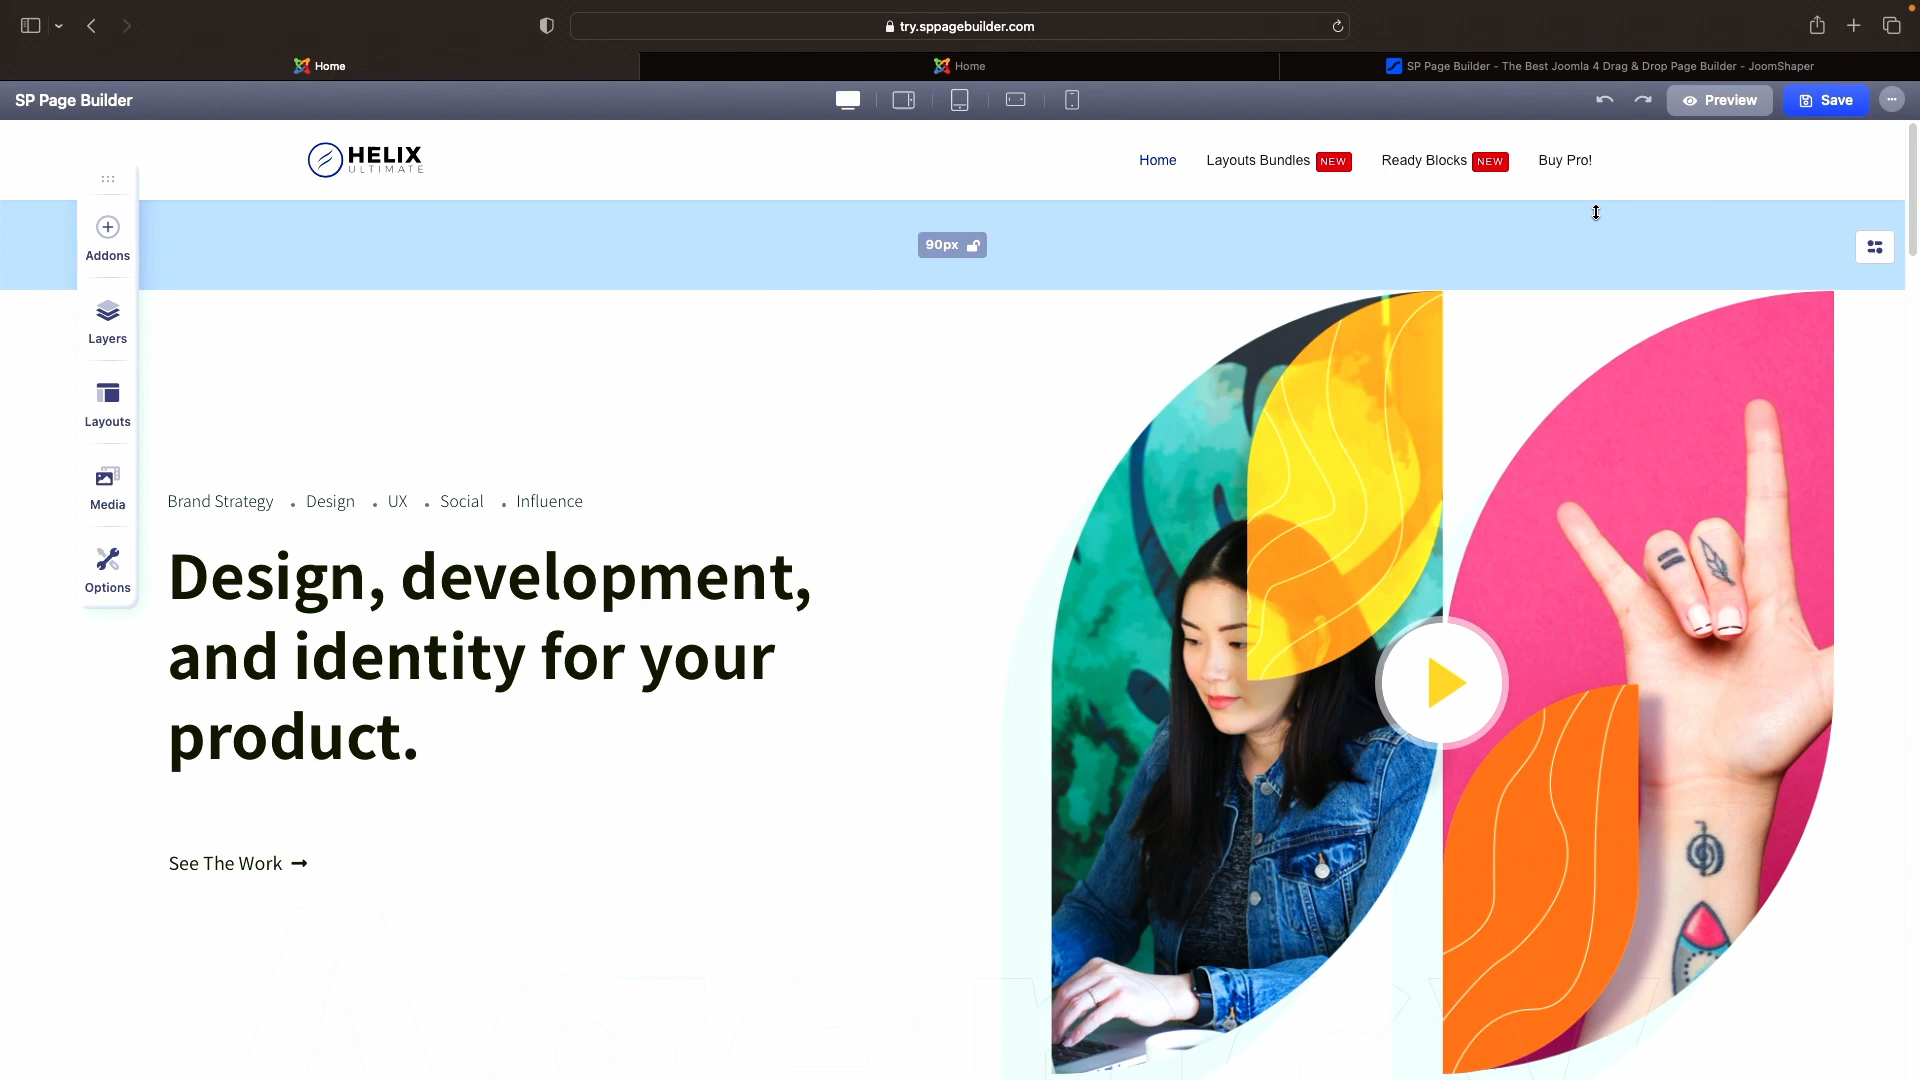 try.sppagebuilder.com
Home
Home
SP Page Builder - The Best Joomla 4 Drag & Drop Page Builder - JoomShaper
SP Page Builder
Preview
Save
HELIX
ULTIMATE
Home
Layouts Bundles NEW
Ready Blocks NEW
Buy Pro!
90px
Addons
Layers
Layouts
Media
Options
Brand Strategy . Design . UX . Social . Influence
Design, development,
and identity for your
product.
See The Work →
Agency